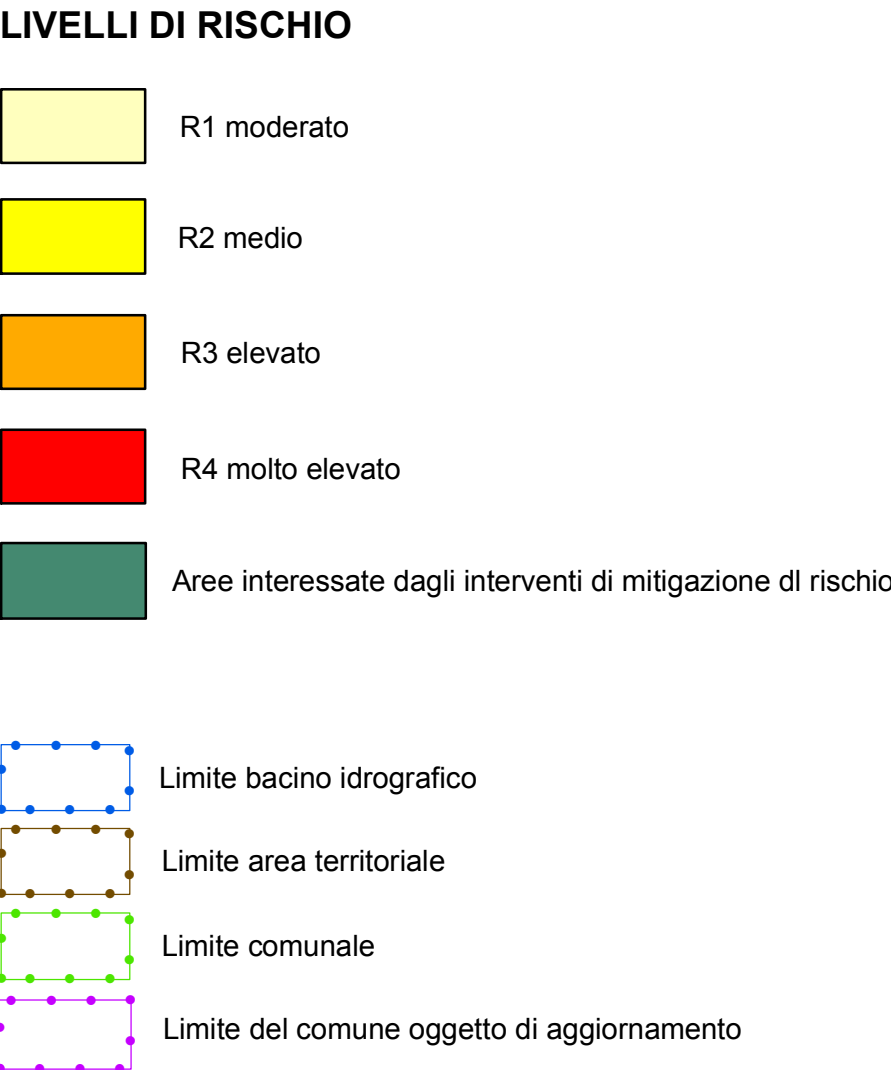 LIVELLI DI RISCHIO
R1 moderato
R2 medio
R3 elevato
R4 molto elevato
Aree interessate dagli interventi di mitigazione dl rischio
Limite bacino idrografico
Limite area territoriale
Limite comunale
Limite del comune oggetto di aggiornamento